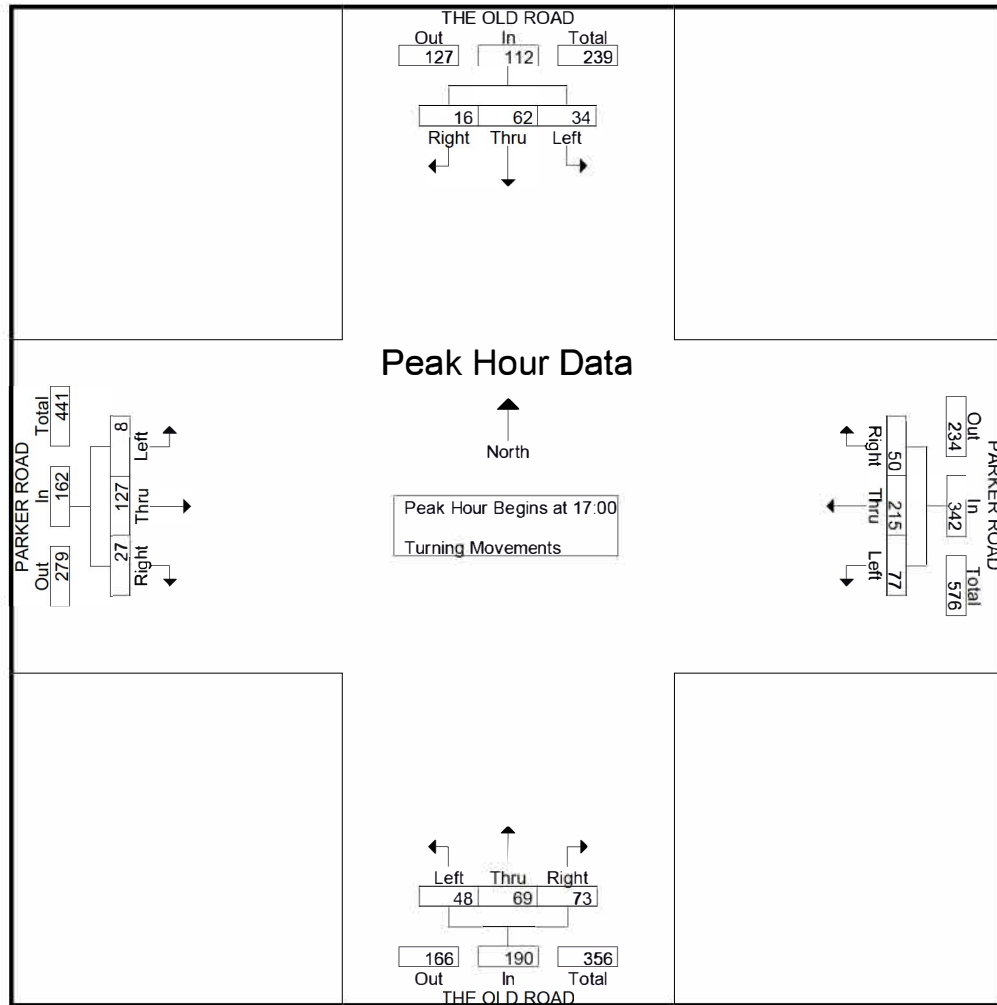 THE OLD ROAD
Out In Total
127 112 239
16 62 34
Right Thru Left
Peak Hour Data
North
Peak Hour Begins at 17:00
Turning Movements
PARKER ROAD
Out In Total
279 162 441
27 127 8
Right Thru Left
PARKER ROAD
Out In Total
234 342 576
50 215 77
Right Thru Left
Left Thru Right
48 69 73
166 190 356
Out In Total
THE OLD ROAD